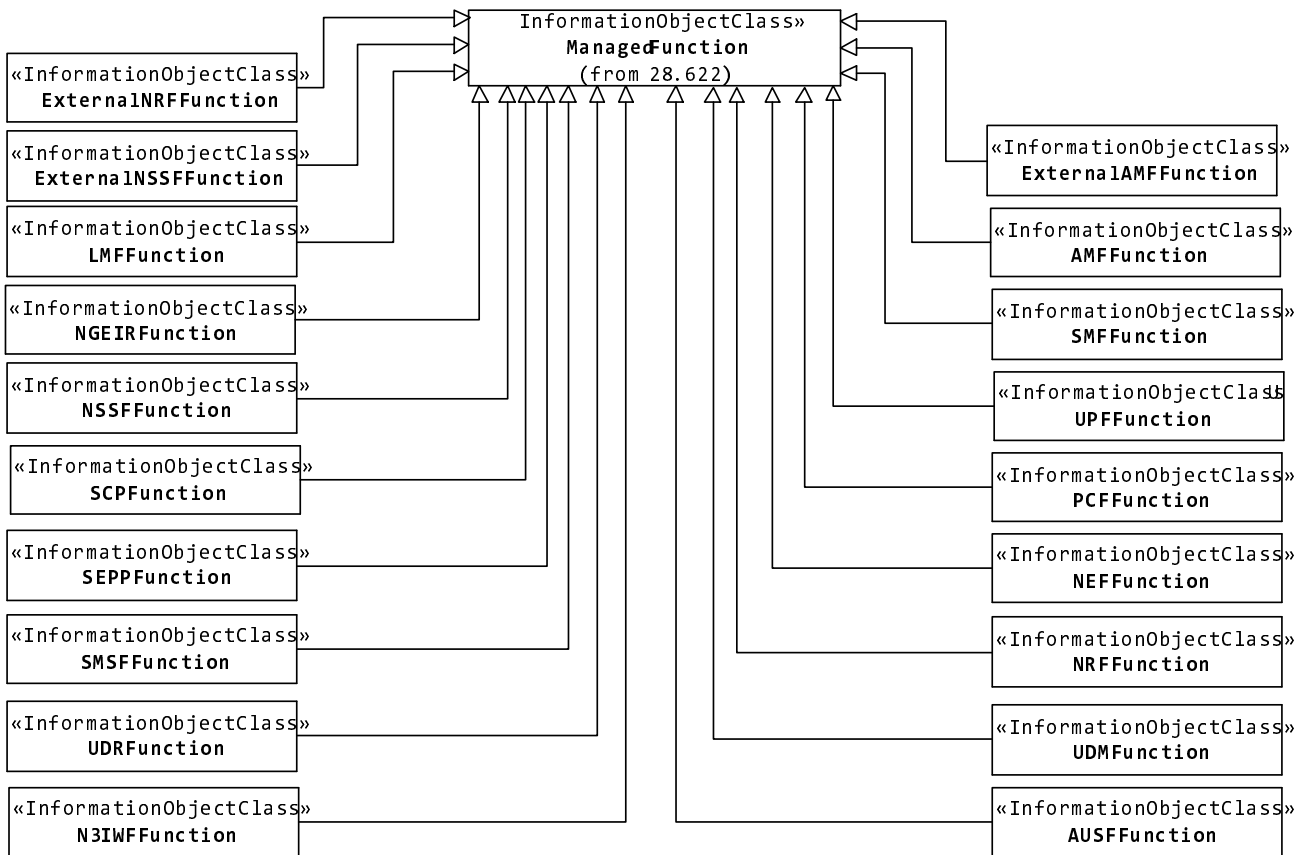 InformationObjectClass»
ManagedFunction
(from 28.622)
«InformationObjectClass»
ExternalNRFFunction
«InformationObjectClass»
ExternalNSSFFunction
«InformationObjectClass»
LMFFunction
«InformationObjectClass»
NGEIRFunction
«InformationObjectClass»
NSSFFunction
«InformationObjectClass»
SCPFunction
«InformationObjectClass»
SEPPFunction
«InformationObjectClass»
SMSFFunction
«InformationObjectClass»
UDRFunction
«InformationObjectClass»
N3IWFFunction
«InformationObjectClass»
ExternalAMFFunction
«InformationObjectClass»
AMFFunction
«InformationObjectClass»
SMFFunction
«InformationObjectClass
UPFFunction
«InformationObjectClass»
PCFFunction
«InformationObjectClass»
NEFFunction
«InformationObjectClass»
NRFFunction
«InformationObjectClass»
UDMFunction
«InformationObjectClass»
AUSFFunction